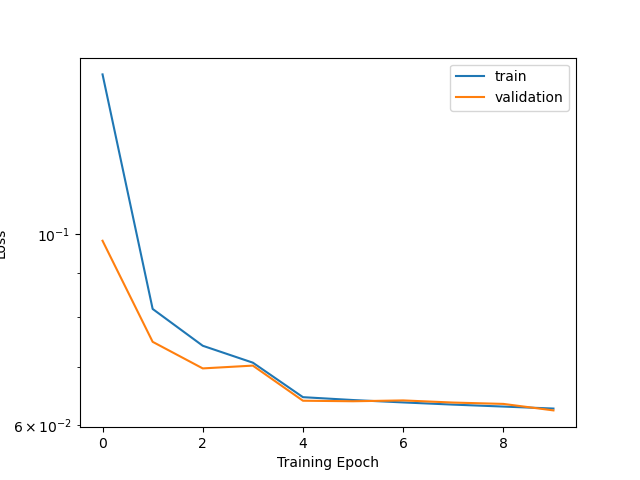 train
validation
10⁻¹
6 × 10⁻²
Loss
0 2 4 6 8
Training Epoch